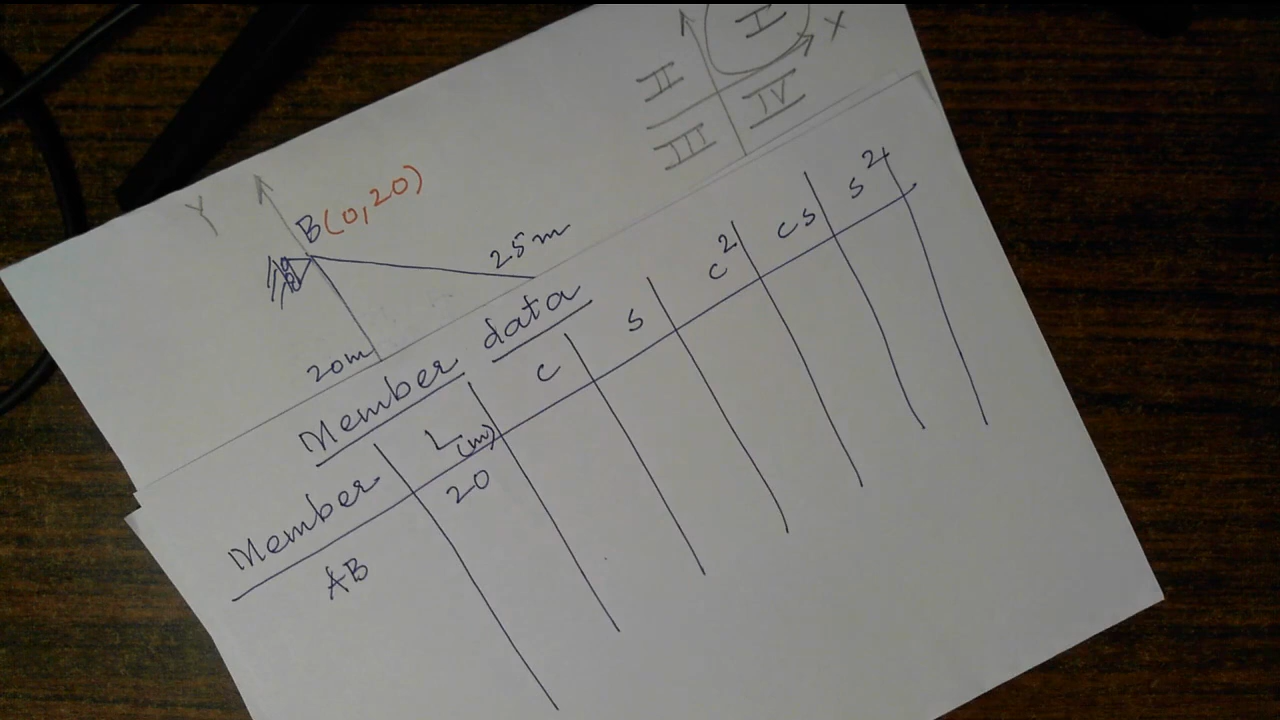 II I X
III IV
Y B(0,20)
25m
20m
Member data
Member L(m) C S C² CS S²
AB 20